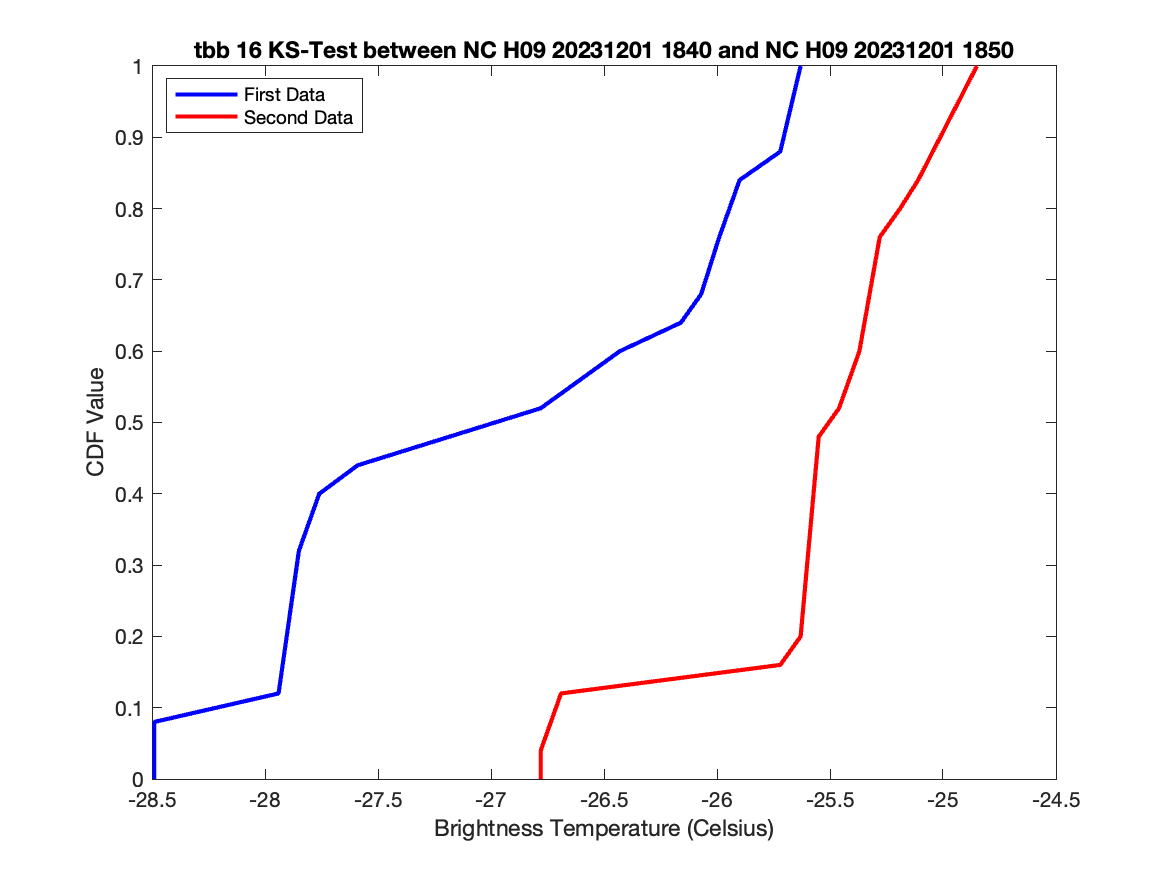 tbb 16 KS-Test between NC H09 20231201 1840 and NC H09 20231201 1850
First Data
Second Data
1
0.9
0.8
0.7
0.6
0.5
0.4
0.3
0.2
0.1
0
CDF Value
-28.5 -28 -27.5 -27 -26.5 -26 -25.5 -25 -24.5
Brightness Temperature (Celsius)